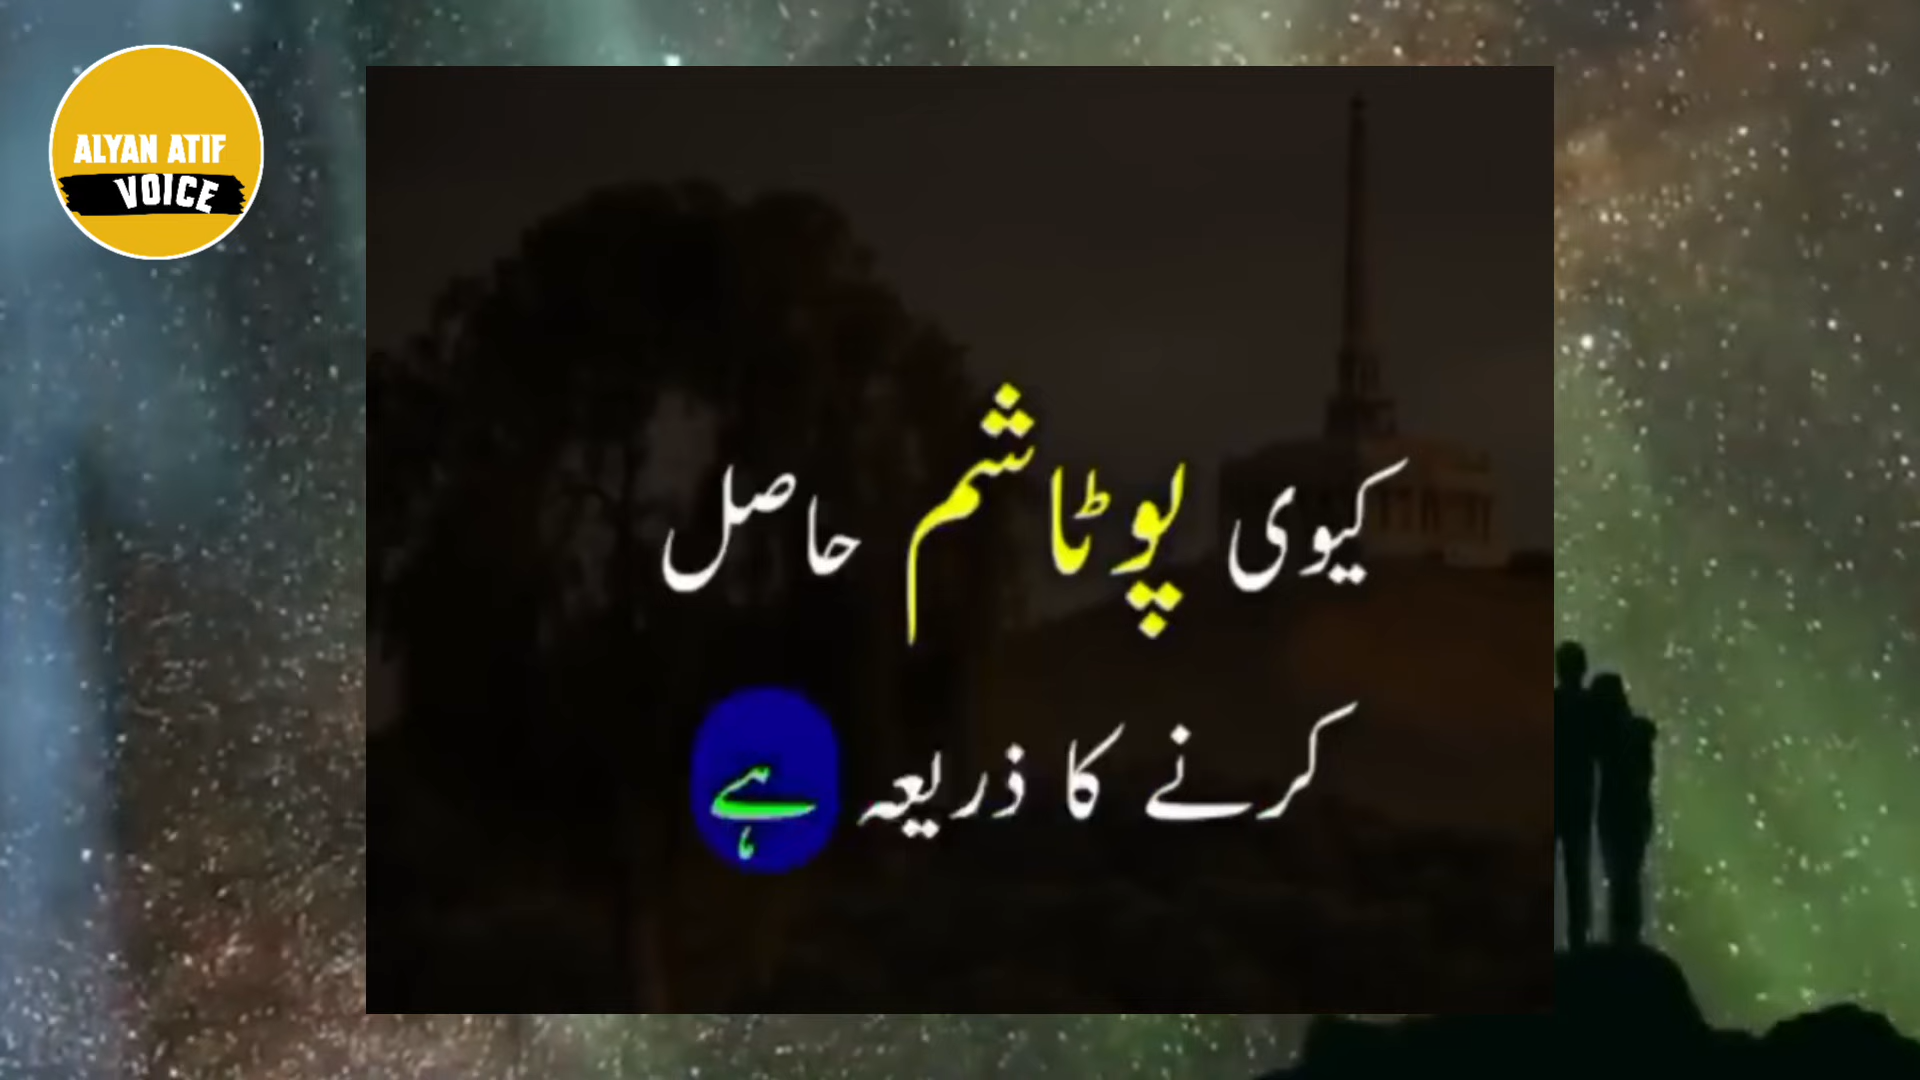 ALYAN ATIF
VOICE
کیوی پوٹاشم حاصل
کرنے کا ذریعہ ہے